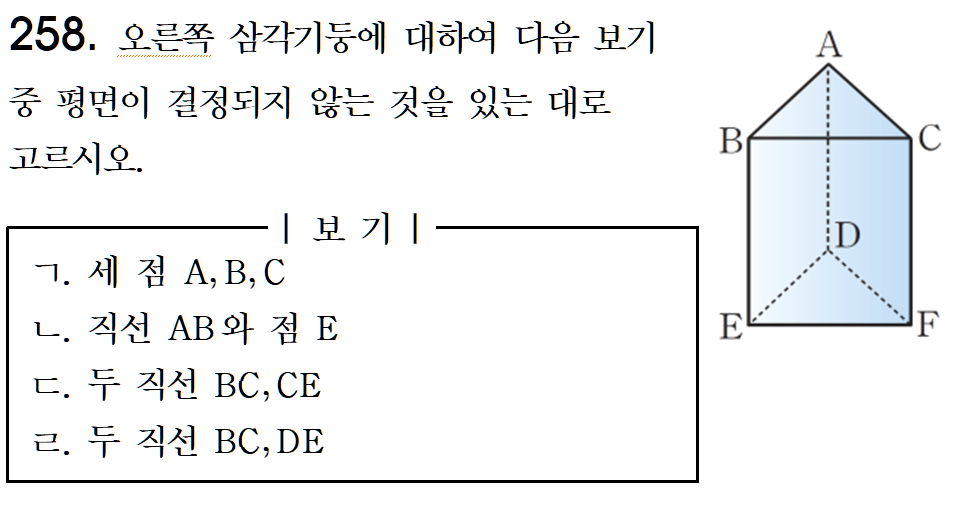 258. 오른쪽 삼각기둥에 대하여 다음 보기
중 평면이 결정되지 않는 것을 있는 대로
고르시오.
| 보 기 |
ㄱ. 세 점 A, B, C
ㄴ. 직선 AB와 점 E
ㄷ. 두 직선 BC, CE
ㄹ. 두 직선 BC, DE
A
B
C
D
E
F